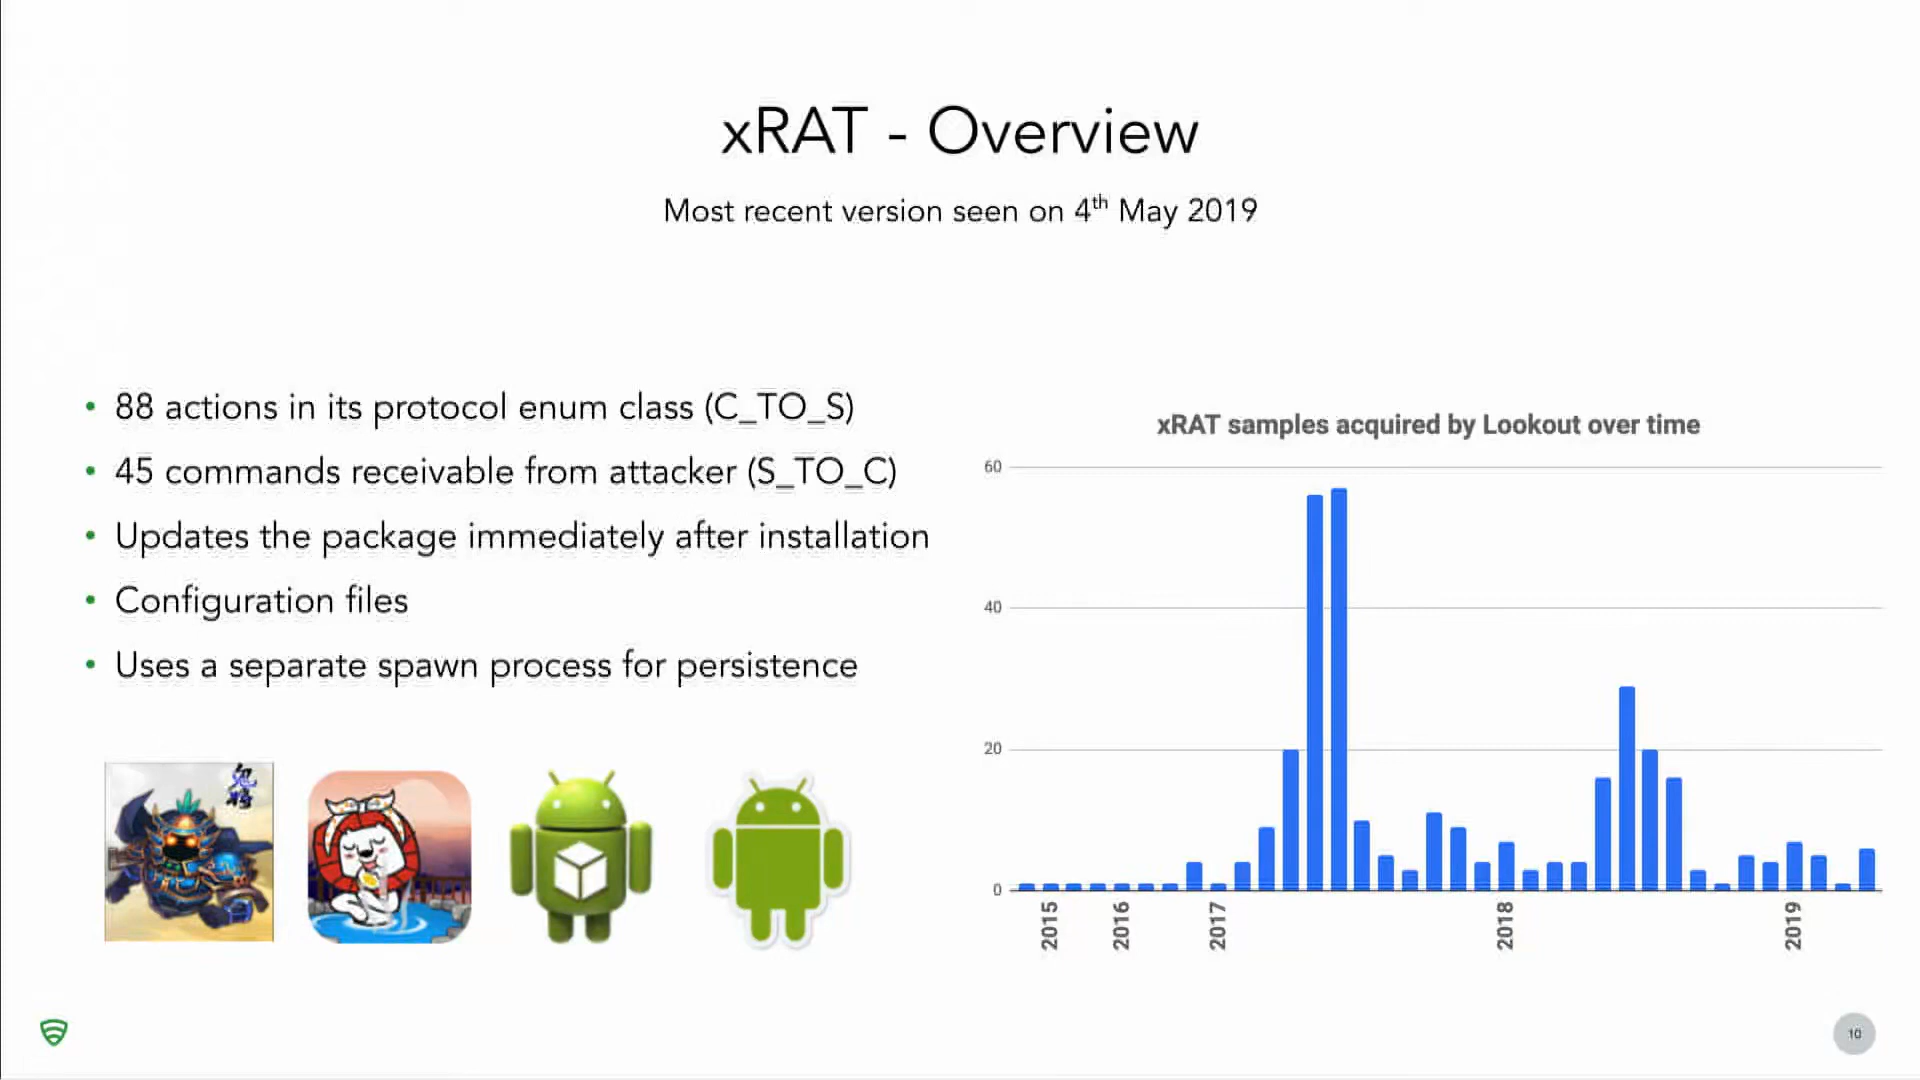 xRAT - Overview
Most recent version seen on 4th May 2019
• 88 actions in its protocol enum class (C_TO_S)
• 45 commands receivable from attacker (S_TO_C)
• Updates the package immediately after installation
• Configuration files
• Uses a separate spawn process for persistence
鬼将
xRAT samples acquired by Lookout over time
60
40
20
0
2015
2016
2017
2018
2019
10